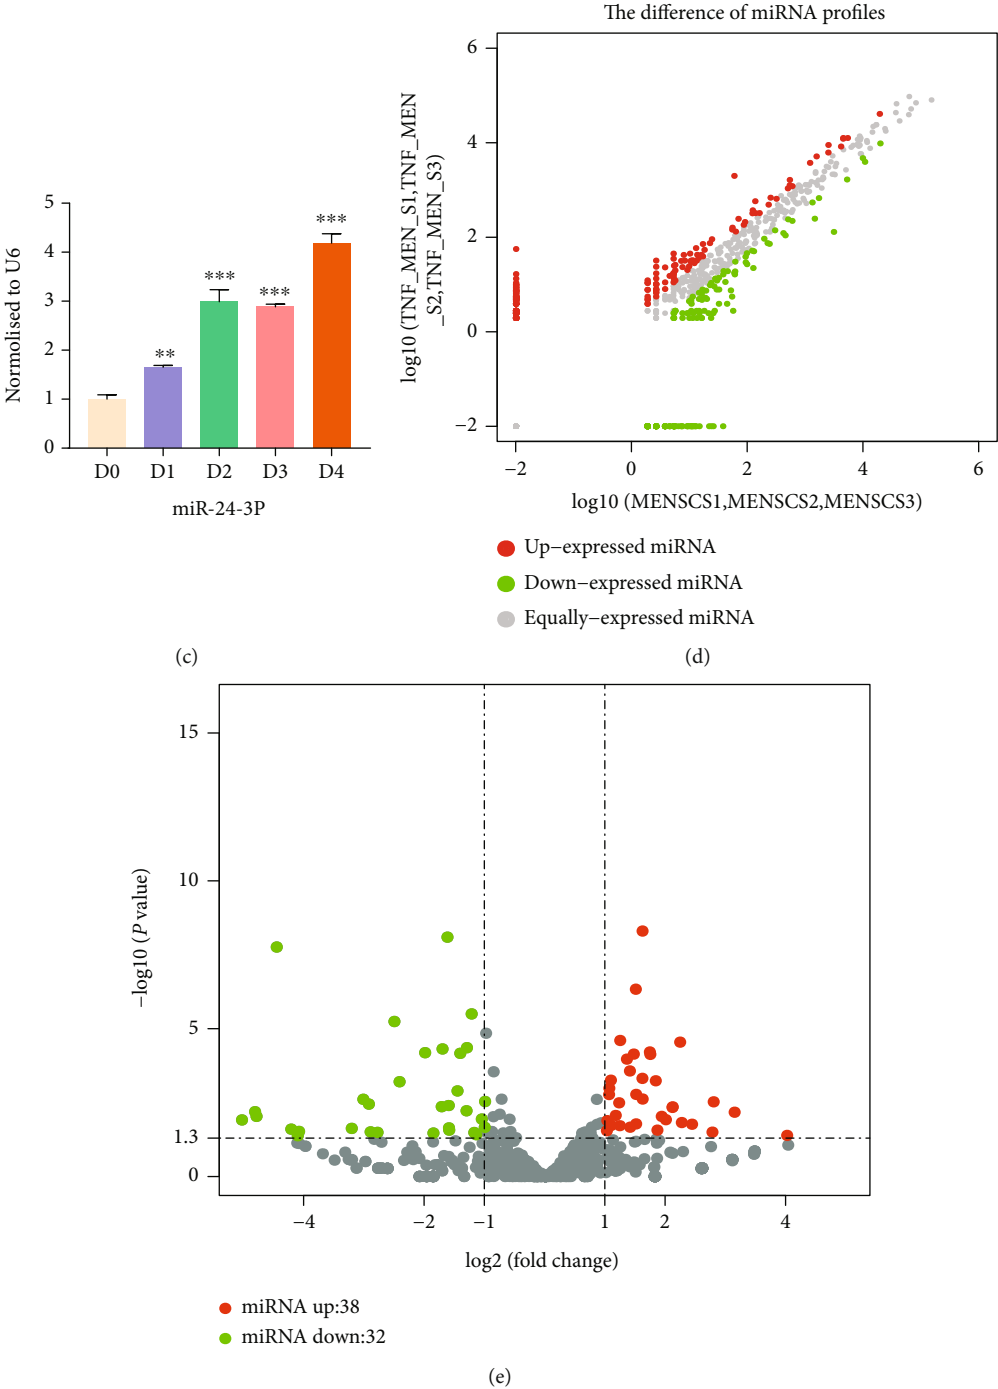 Normolised to U6
5
4
3
2
1
0
**
***
***
***
D0 D1 D2 D3 D4
miR-24-3P
(c)
The difference of miRNA profiles
log10 (TNF_MEN_S1,TNF_MEN
_S2,TNF_MEN_S3)
6
4
2
0
−2
−2 0 2 4 6
log10 (MENSCS1,MENSCS2,MENSCS3)
Up−expressed miRNA
Down−expressed miRNA
Equally−expressed miRNA
(d)
−log10 (P value)
15
10
5
1.3
0
−4 −2 −1 1 2 4
log2 (fold change)
miRNA up:38
miRNA down:32
(e)